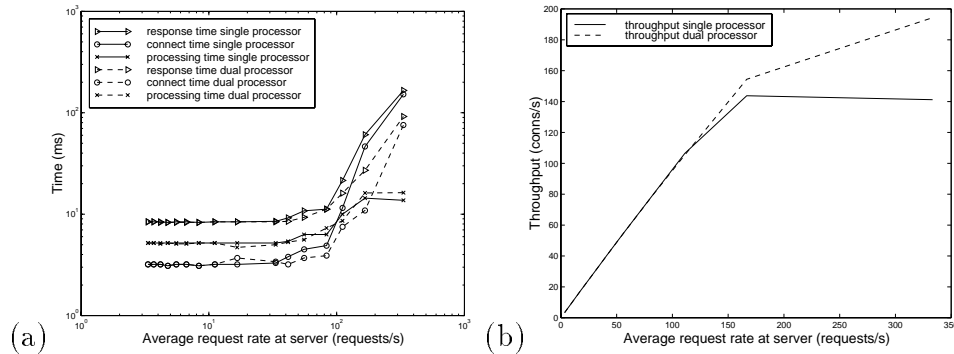 10³
response time single processor
connect time single processor
processing time single processor
response time dual processor
connect time dual processor
processing time dual processor
10²
Time (ms)
10¹
10⁰
10⁰ 10¹ 10² 10³
Average request rate at server (requests/s)
(a)
200
throughput single processor
throughput dual processor
180
160
140
120
100
80
60
40
20
0
Throughput (conns/s)
0 50 100 150 200 250 300 350
Average request rate at server (requests/s)
(b)